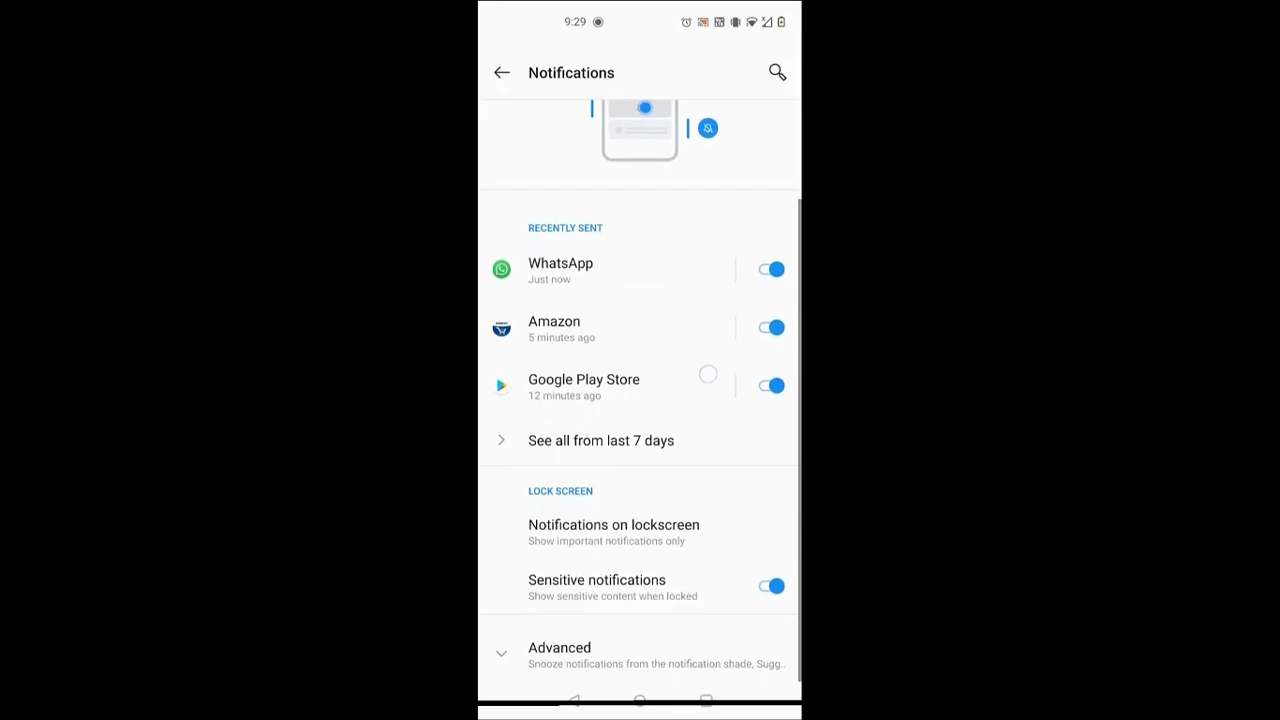 9:29
Notifications
RECENTLY SENT
WhatsApp
Just now
Amazon
5 minutes ago
Google Play Store
12 minutes ago
See all from last 7 days
LOCK SCREEN
Notifications on lockscreen
Show important notifications only
Sensitive notifications
Show sensitive content when locked
Advanced
Snooze notifications from the notification shade, Sugg..